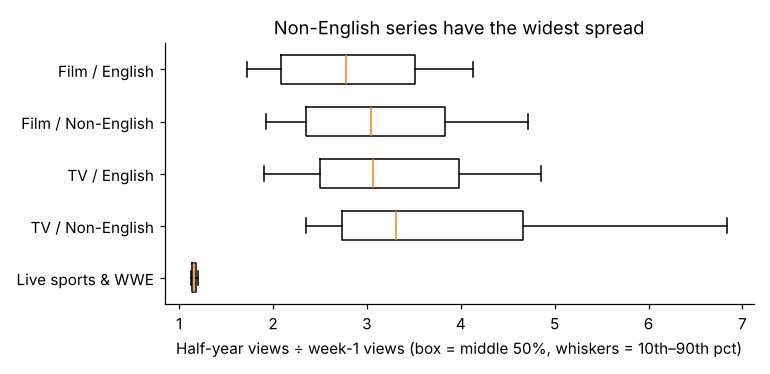 Non-English series have the widest spread
Film / English
Film / Non-English
TV / English
TV / Non-English
Live sports & WWE
1 2 3 4 5 6 7
Half-year views ÷ week-1 views (box = middle 50%, whiskers = 10th–90th pct)